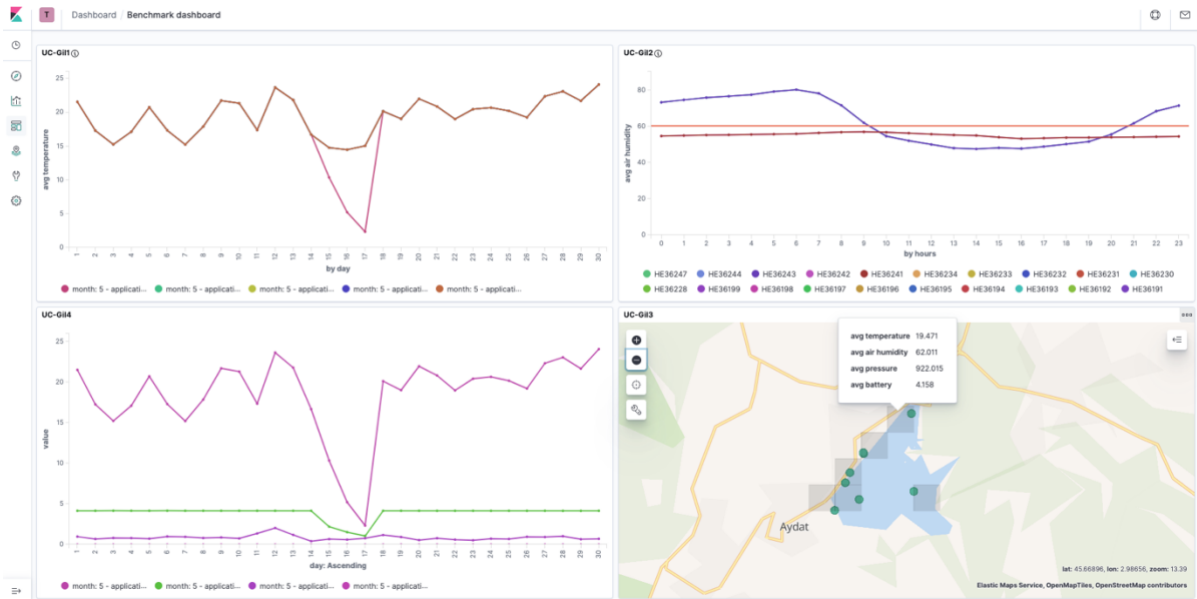 T Dashboard / Benchmark dashboard
UC-Gil1
avg temperature
25
20
15
10
5
0
1 2 3 4 5 6 7 8 9 10 11 12 13 14 15 16 17 18 19 20 21 22 23 24 25 26 27 28 29 30
by day
month: 5 - applicati... month: 5 - applicati... month: 5 - applicati... month: 5 - applicati... month: 5 - applicati...
UC-Gil2
avg air humidity
80
60
40
20
0
0 1 2 3 4 5 6 7 8 9 10 11 12 13 14 15 16 17 18 19 20 21 22 23
by hours
HE36247 HE36244 HE36243 HE36242 HE36241 HE36234 HE36233 HE36232 HE36231 HE36230
HE36228 HE36199 HE36198 HE36197 HE36196 HE36195 HE36194 HE36193 HE36192 HE36191
UC-Gil4
value
25
20
15
10
5
0
1 2 3 4 5 6 7 8 9 10 11 12 13 14 15 16 17 18 19 20 21 22 23 24 25 26 27 28 29 30
day: Ascending
month: 5 - applicati... month: 5 - applicati... month: 5 - applicati... month: 5 - applicati...
UC-Gil3
avg temperature 19.471
avg air humidity 62.011
avg pressure 922.015
avg battery 4.158
Aydat
lat: 45.66896, lon: 2.98656, zoom: 13.39
Elastic Maps Service, OpenMapTiles, OpenStreetMap contributors